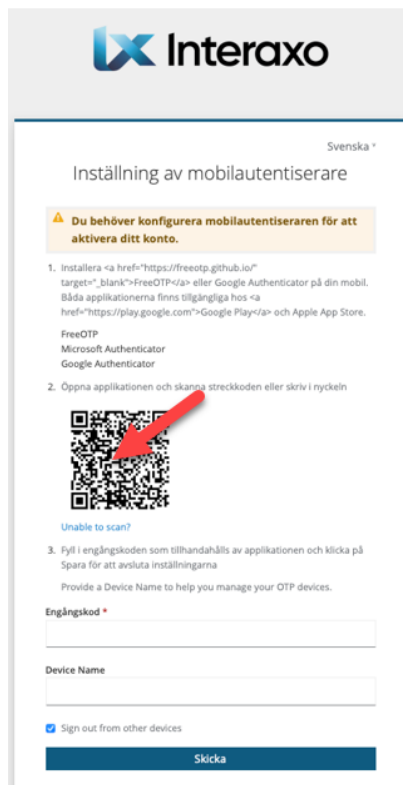 Interaxo
Svenska
Inställning av mobilautentiserare
Du behöver konfigurera mobilautentiseraren för att
aktivera ditt konto.
1. Installera <a href="https://freeotp.github.io/"
target="_blank">FreeOTP</a> eller Google Authenticator på din mobil.
Båda applikationerna finns tillgängliga hos <a
href="https://play.google.com">Google Play</a> och Apple App Store.
FreeOTP
Microsoft Authenticator
Google Authenticator
2. Öppna applikationen och skanna streckkoden eller skriv i nyckeln
Unable to scan?
3. Fyll i engångskoden som tillhandahålls av applikationen och klicka på
Spara för att avsluta inställningarna
Provide a Device Name to help you manage your OTP devices.
Engångskod *
Device Name
Sign out from other devices
Skicka